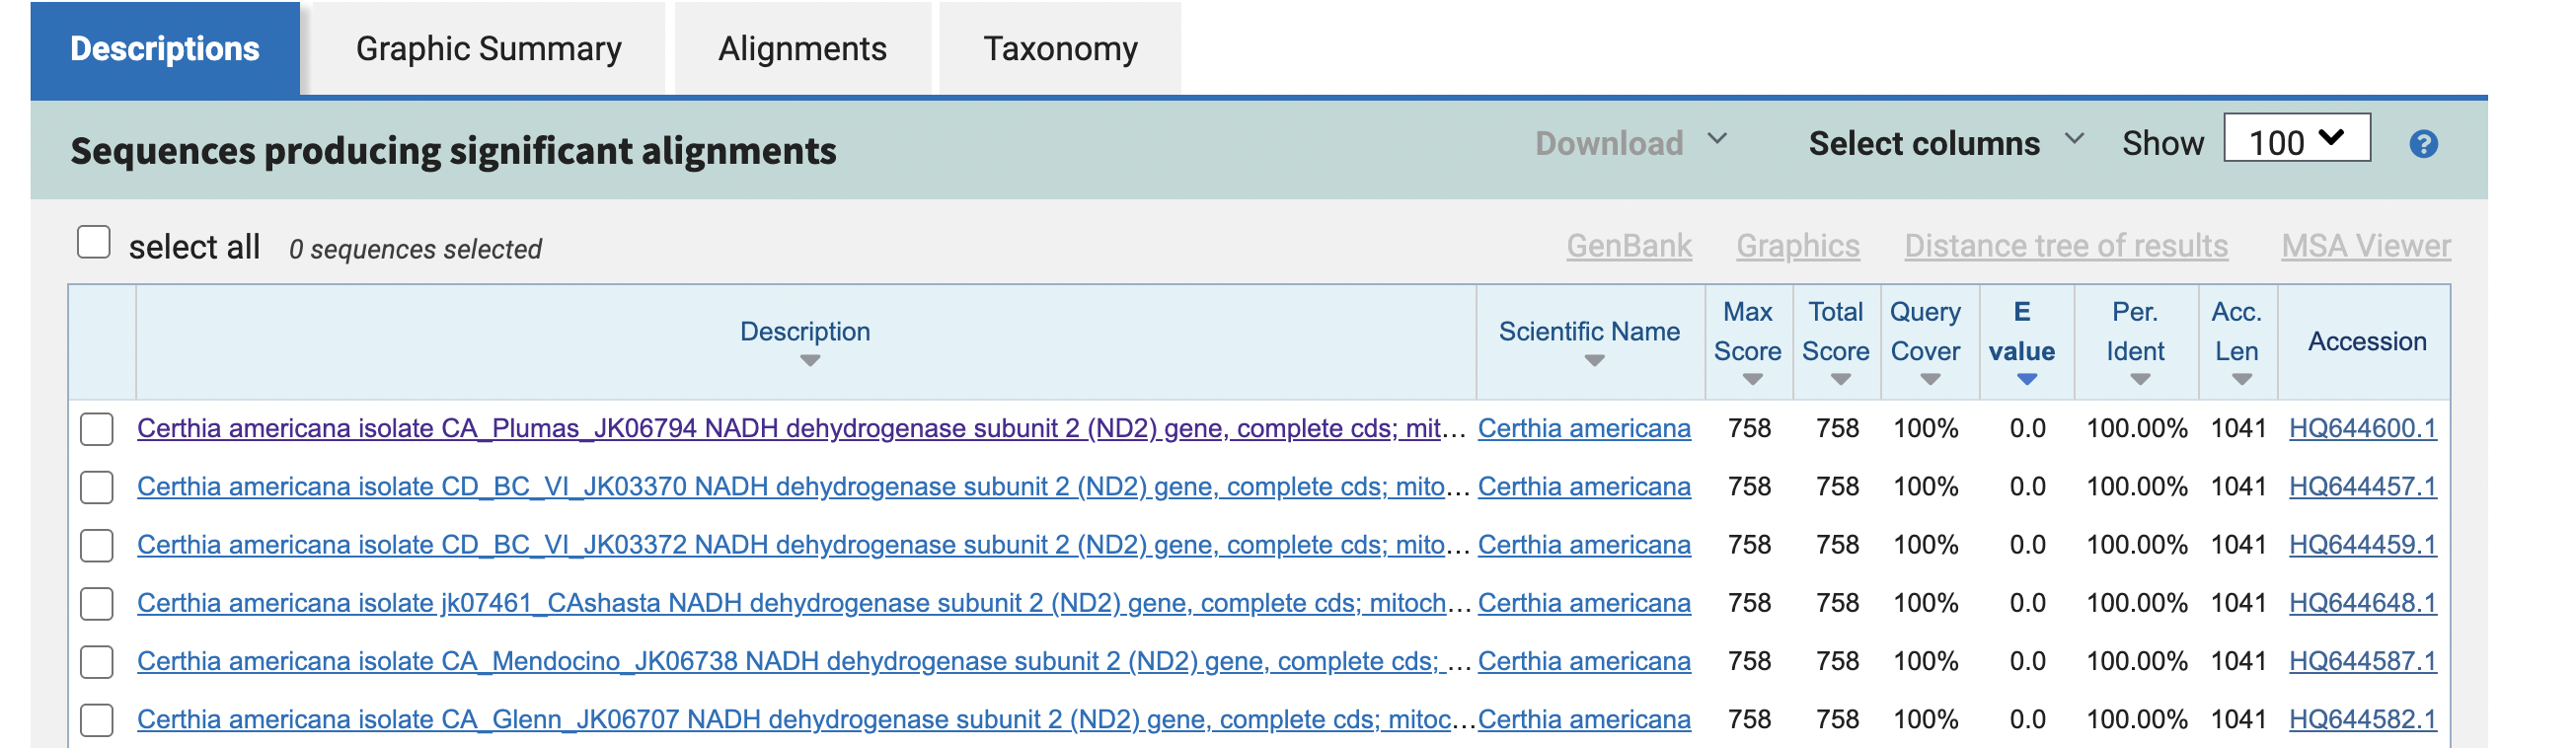 Descriptions Graphic Summary Alignments Taxonomy
Sequences producing significant alignments Download Select columns Show 100 ?
select all 0 sequences selected GenBank Graphics Distance tree of results MSA Viewer
Description Scientific Name Max Score Total Score Query Cover E value Per. Ident Acc. Len Accession
Certhia americana isolate CA_Plumas_JK06794 NADH dehydrogenase subunit 2 (ND2) gene, complete cds; mit... Certhia americana 758 758 100% 0.0 100.00% 1041 HQ644600.1
Certhia americana isolate CD_BC_VI_JK03370 NADH dehydrogenase subunit 2 (ND2) gene, complete cds; mito... Certhia americana 758 758 100% 0.0 100.00% 1041 HQ644457.1
Certhia americana isolate CD_BC_VI_JK03372 NADH dehydrogenase subunit 2 (ND2) gene, complete cds; mito... Certhia americana 758 758 100% 0.0 100.00% 1041 HQ644459.1
Certhia americana isolate jk07461_CAshasta NADH dehydrogenase subunit 2 (ND2) gene, complete cds; mitoch... Certhia americana 758 758 100% 0.0 100.00% 1041 HQ644648.1
Certhia americana isolate CA_Mendocino_JK06738 NADH dehydrogenase subunit 2 (ND2) gene, complete cds; ... Certhia americana 758 758 100% 0.0 100.00% 1041 HQ644587.1
Certhia americana isolate CA_Glenn_JK06707 NADH dehydrogenase subunit 2 (ND2) gene, complete cds; mitoc... Certhia americana 758 758 100% 0.0 100.00% 1041 HQ644582.1